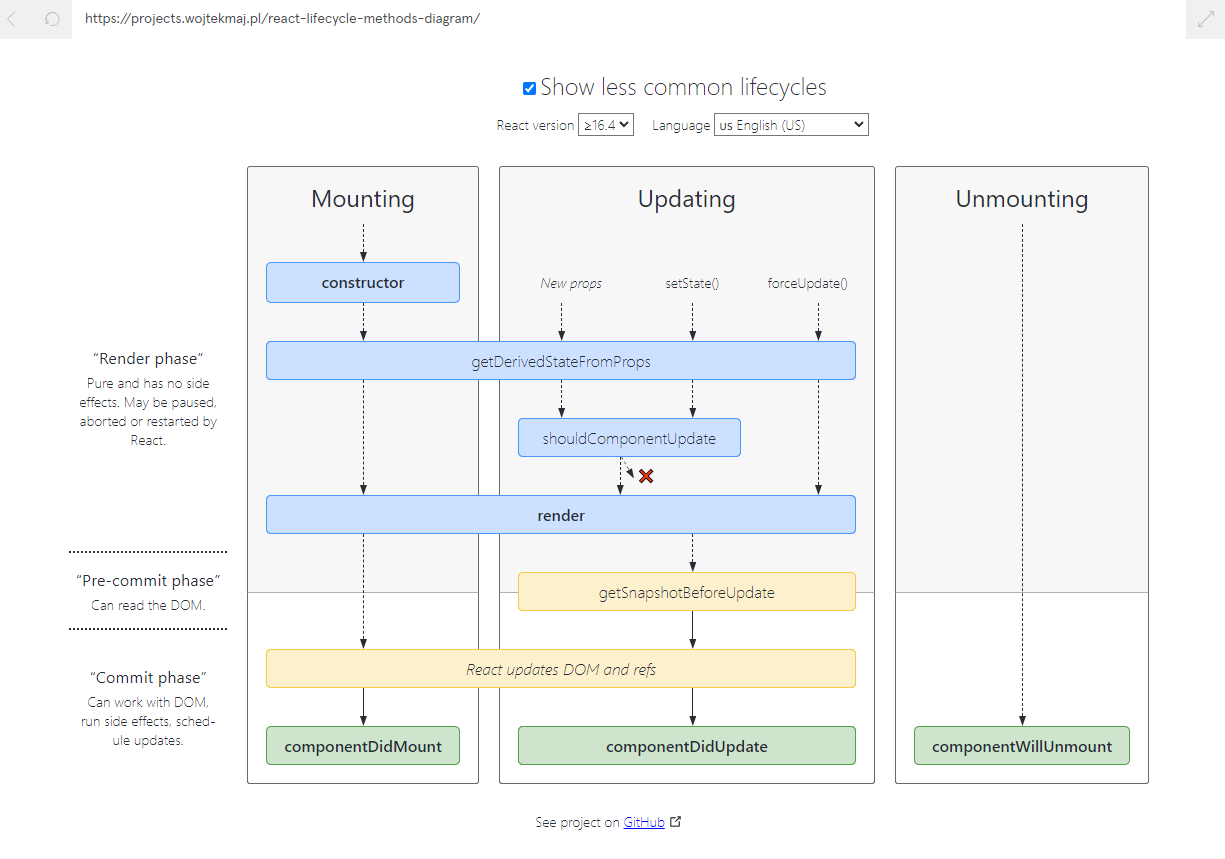 https://projects.wojtekmaj.pl/react-lifecycle-methods-diagram/
Show less common lifecycles
React version ≥16.4 Language us English (US)
Mounting
Updating
Unmounting
constructor
New props
setState()
forceUpdate()
“Render phase”
Pure and has no side
effects. May be paused,
aborted or restarted by
React.
getDerivedStateFromProps
shouldComponentUpdate
render
“Pre-commit phase”
Can read the DOM.
getSnapshotBeforeUpdate
“Commit phase”
Can work with DOM,
run side effects, sched-
ule updates.
React updates DOM and refs
componentDidMount
componentDidUpdate
componentWillUnmount
See project on GitHub